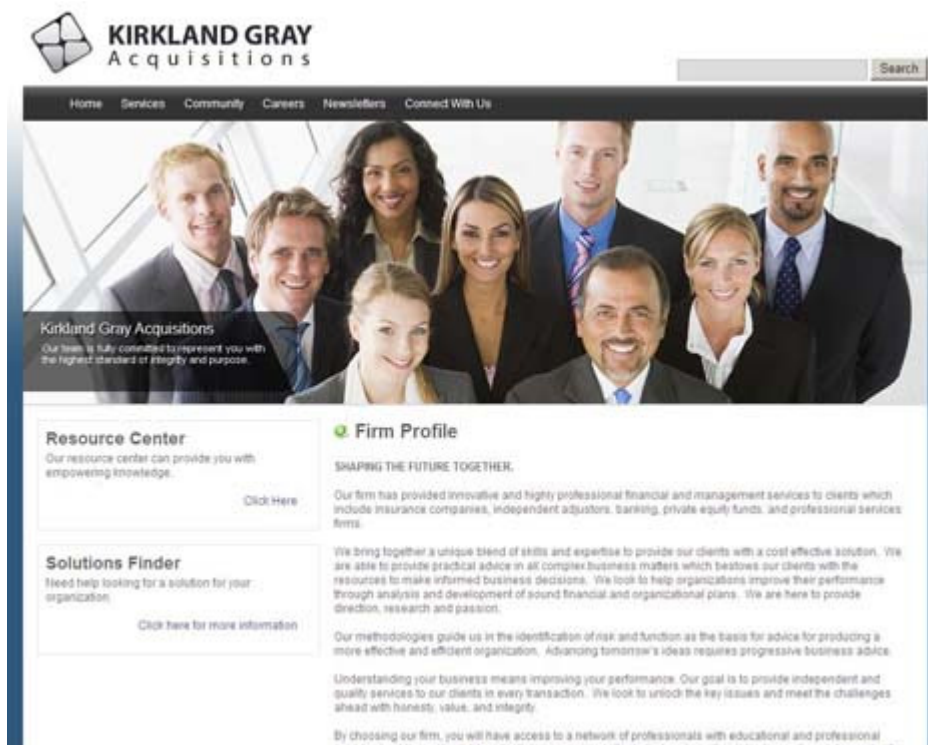 KIRKLAND GRAY
Acquisitions
Search
Home Services Community Careers Newsletters Connect With Us
Kirkland Gray Acquisitions
Our team is fully committed to represent you with
the highest standard of integrity and purpose.
Resource Center
Our resource center can provide you with
empowering knowledge.
Click Here
Solutions Finder
Need help looking for a solution for your
organization
Click here for more information
Firm Profile
SHAPING THE FUTURE TOGETHER.
Our firm has provided innovative and highly professional financial and management services to clients which
include insurance companies, independent adjustors, banking, private equity funds, and professional services
firms.
We bring together a unique blend of skills and expertise to provide our clients with a cost effective solution. We
are able to provide practical advice in all complex business matters which bestows our clients with the
resources to make informed business decisions. We look to help organizations improve their performance
through analysis and development of sound financial and organizational plans. We are here to provide
direction, research and passion.
Our methodologies guide us in the identification of risk and function as the basis for advice for producing a
more effective and efficient organization. Advancing tomorrow's ideas requires progressive business advice.
Understanding your business means improving your performance. Our goal is to provide independent and
quality services to our clients in every transaction. We look to unlock the key issues and meet the challenges
ahead with honesty, value, and integrity.
By choosing our firm, you will have access to a network of professionals with educational and professional